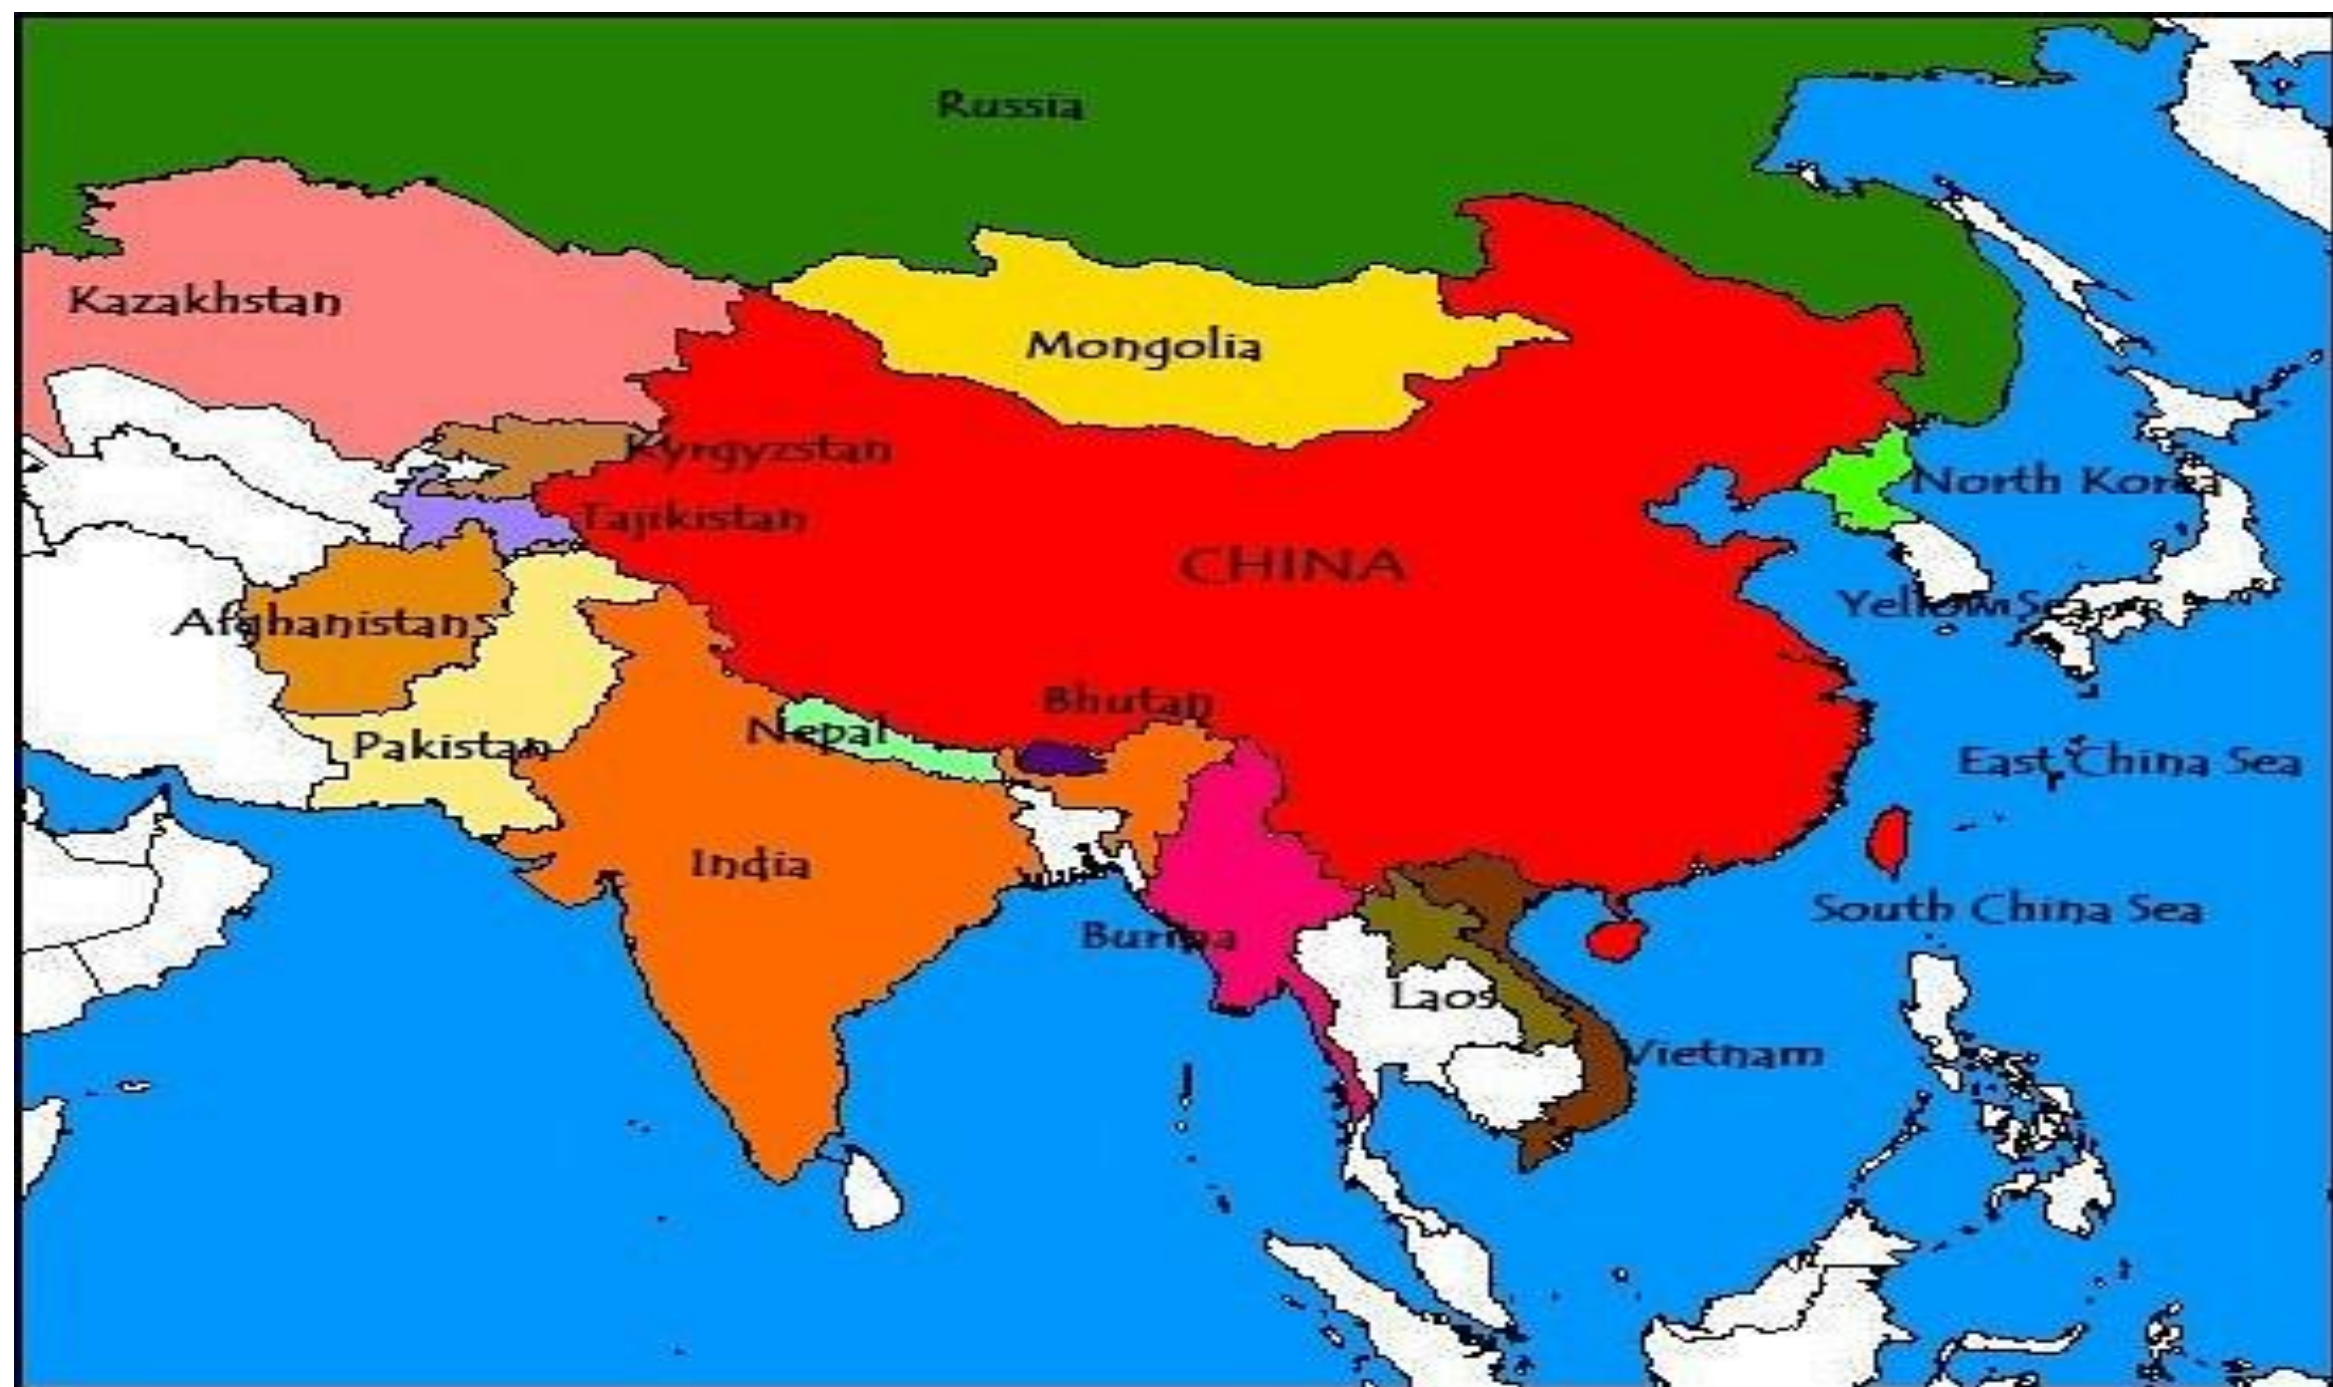 Russia
Kazakhstan
Mongolia
Kyrgyzstan
North Korea
Tajikistan
CHINA
Yellow Sea
Afghanistan
Bhutan
Nepal
Pakistan
East China Sea
India
South China Sea
Burma
Laos
Vietnam